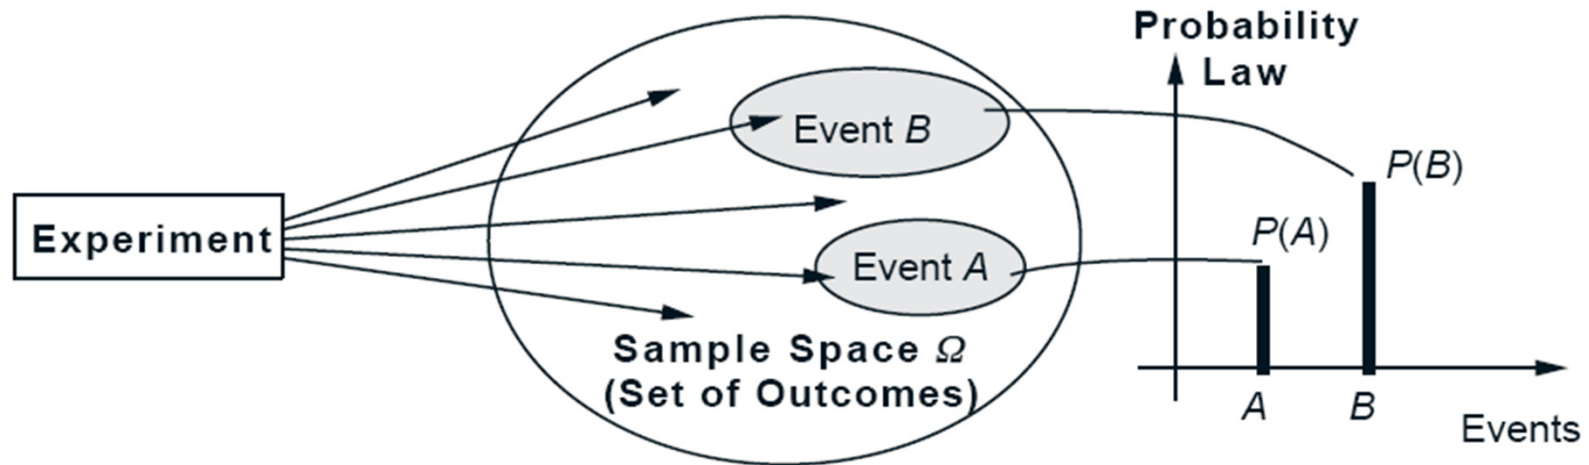 Experiment
Event B
Event A
Sample Space Ω
(Set of Outcomes)
Probability
Law
P(B)
P(A)
A
B
Events